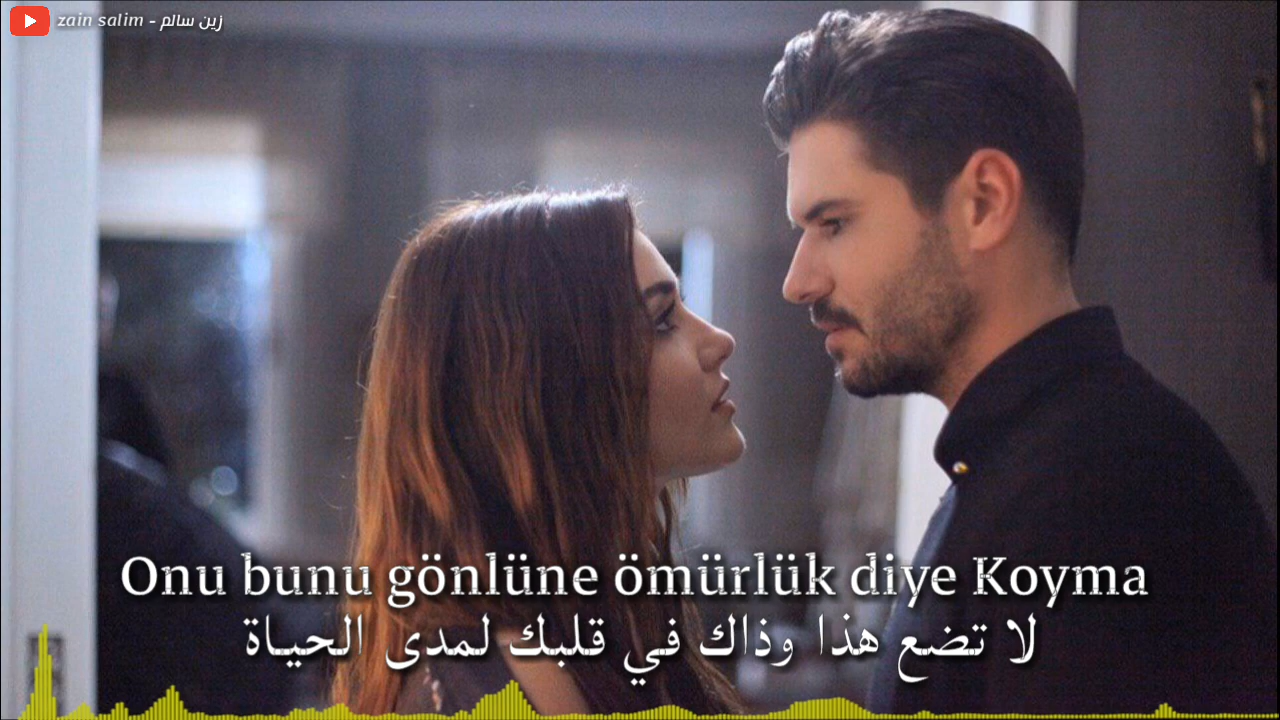 zain salim - زين سالم
Onu bunu gönlüne ömürlük diye Koyma
لا تضع هذا وذاك في قلبك لمدى الحياة